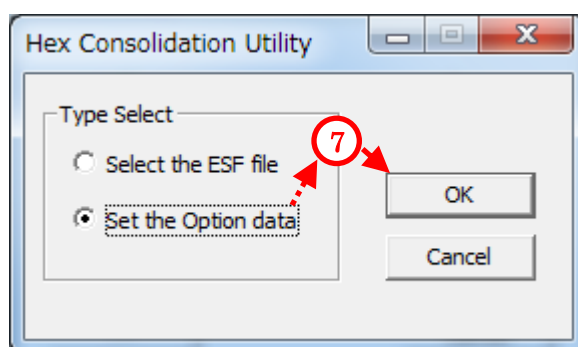 Hex Consolidation Utility
Type Select
7
Select the ESF file
OK
Set the Option data
Cancel